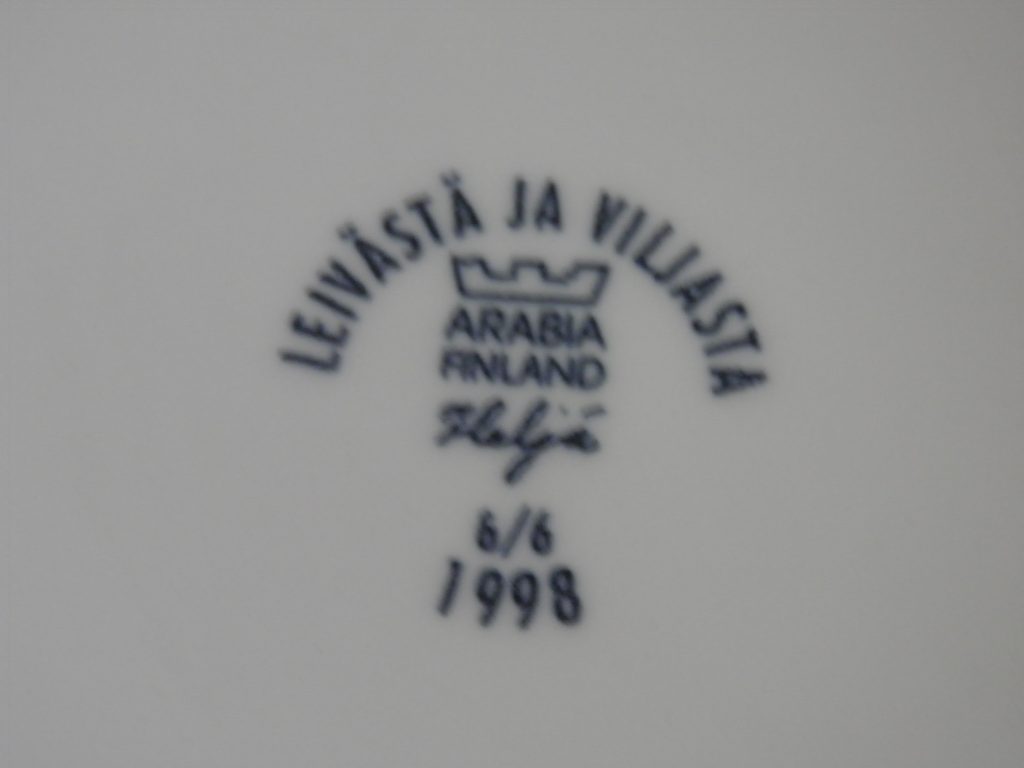 LEIVÄSTÄ JA VILJASTA
ARABIA
FINLAND
Heljä
6/6
1998